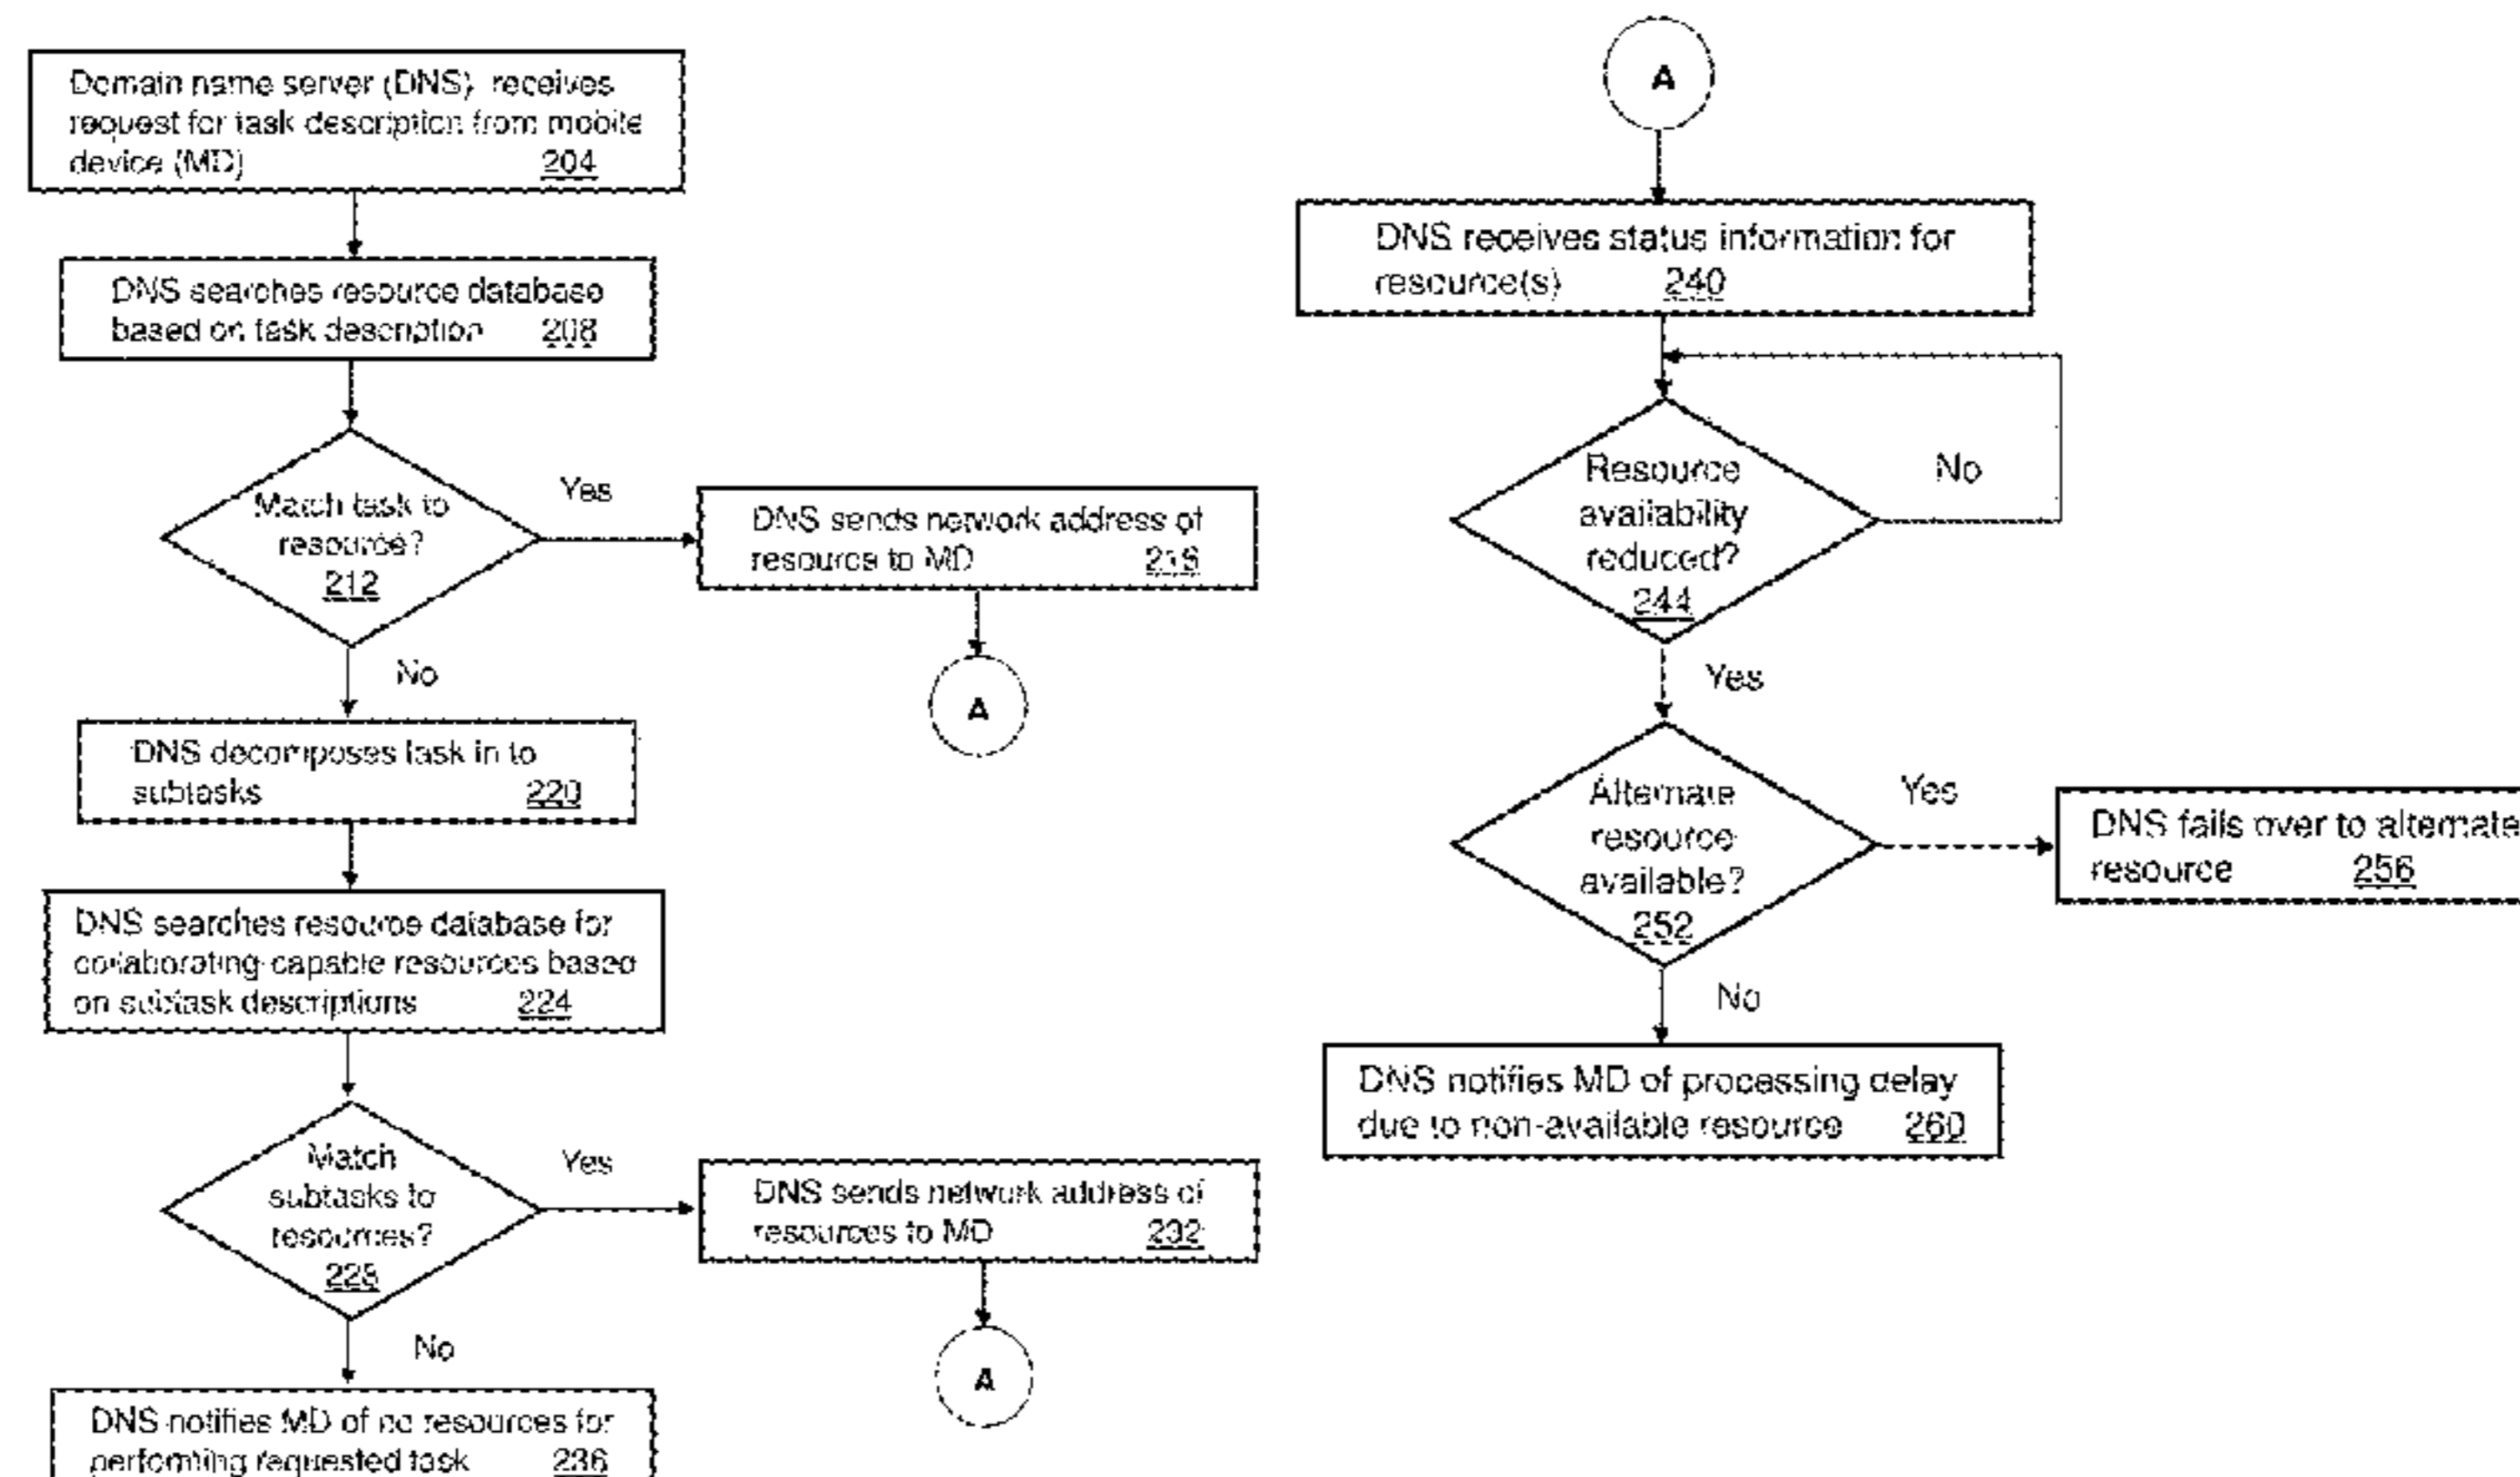 Domain name server (DNS) receives
request for task description from mobile
device (MD) 204
DNS searches resource database
based on task description 208
Match task to
resource?
212
Yes
DNS sends network address of
resource to MD 216
A
No
DNS decomposes task in to
subtasks 220
DNS searches resource database for
collaborating-capable resources based
on subtask descriptions 224
Match
subtasks to
resources?
228
Yes
DNS sends network address of
resources to MD 232
A
No
DNS notifies MD of no resources for
performing requested task 236
A
DNS receives status information for
resource(s) 240
Resource
availability
reduced?
244
No
Yes
Alternate
resource
available?
252
Yes
DNS fails over to alternate
resource 256
No
DNS notifies MD of processing delay
due to non-available resource 260